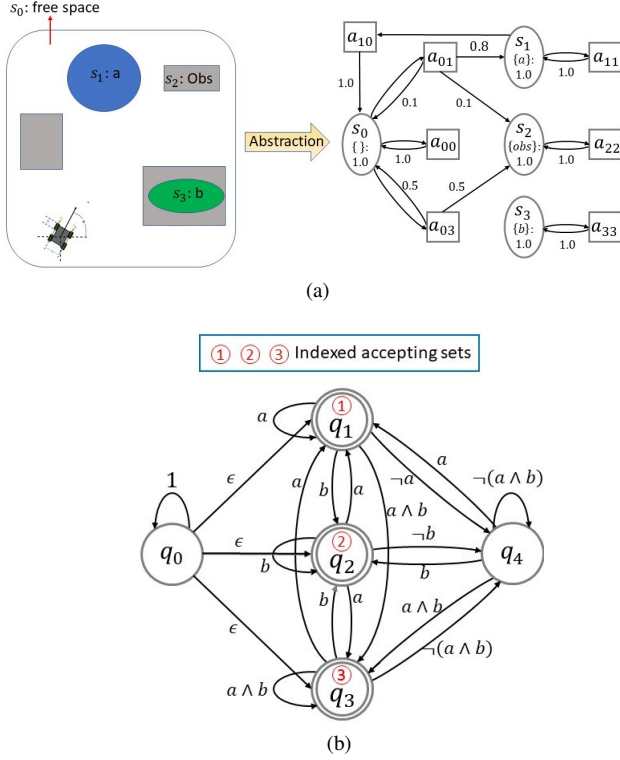 s₀: free space
s₁: a
s₂: Obs
s₃: b
Abstraction
a₁₀
a₀₁
0.8
s₁
{a}:
1.0
1.0
a₁₁
1.0
0.1
0.1
s₀
{ }:
1.0
1.0
a₀₀
s₂
{obs}:
1.0
1.0
a₂₂
0.5
0.5
a₀₃
s₃
{b}:
1.0
1.0
a₃₃
(a)
① ② ③ Indexed accepting sets
①
q₁
a
ϵ
a
b
a
¬a
a
a ∧ b
1
¬(a ∧ b)
q₀
ϵ
b
②
q₂
¬b
b
q₄
ϵ
b
a
a ∧ b
¬(a ∧ b)
a ∧ b
③
q₃
(b)